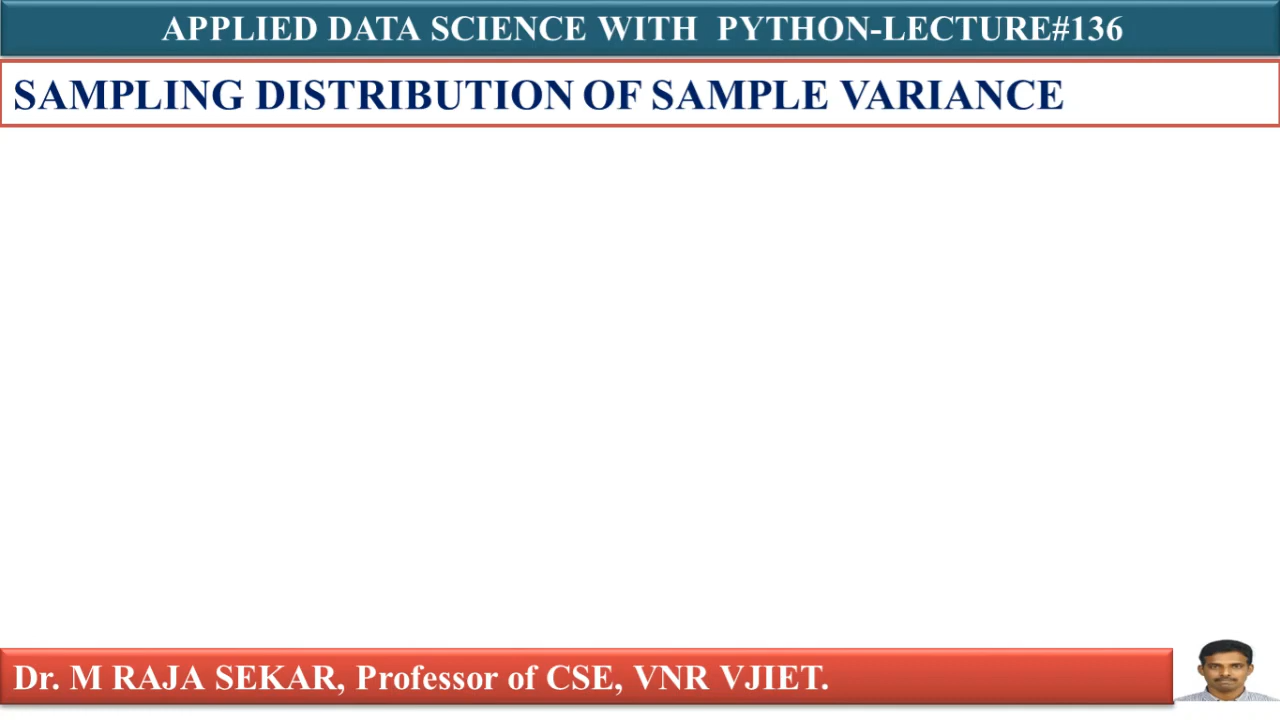 APPLIED DATA SCIENCE WITH PYTHON-LECTURE#136
SAMPLING DISTRIBUTION OF SAMPLE VARIANCE
Dr. M RAJA SEKAR, Professor of CSE, VNR VJIET.